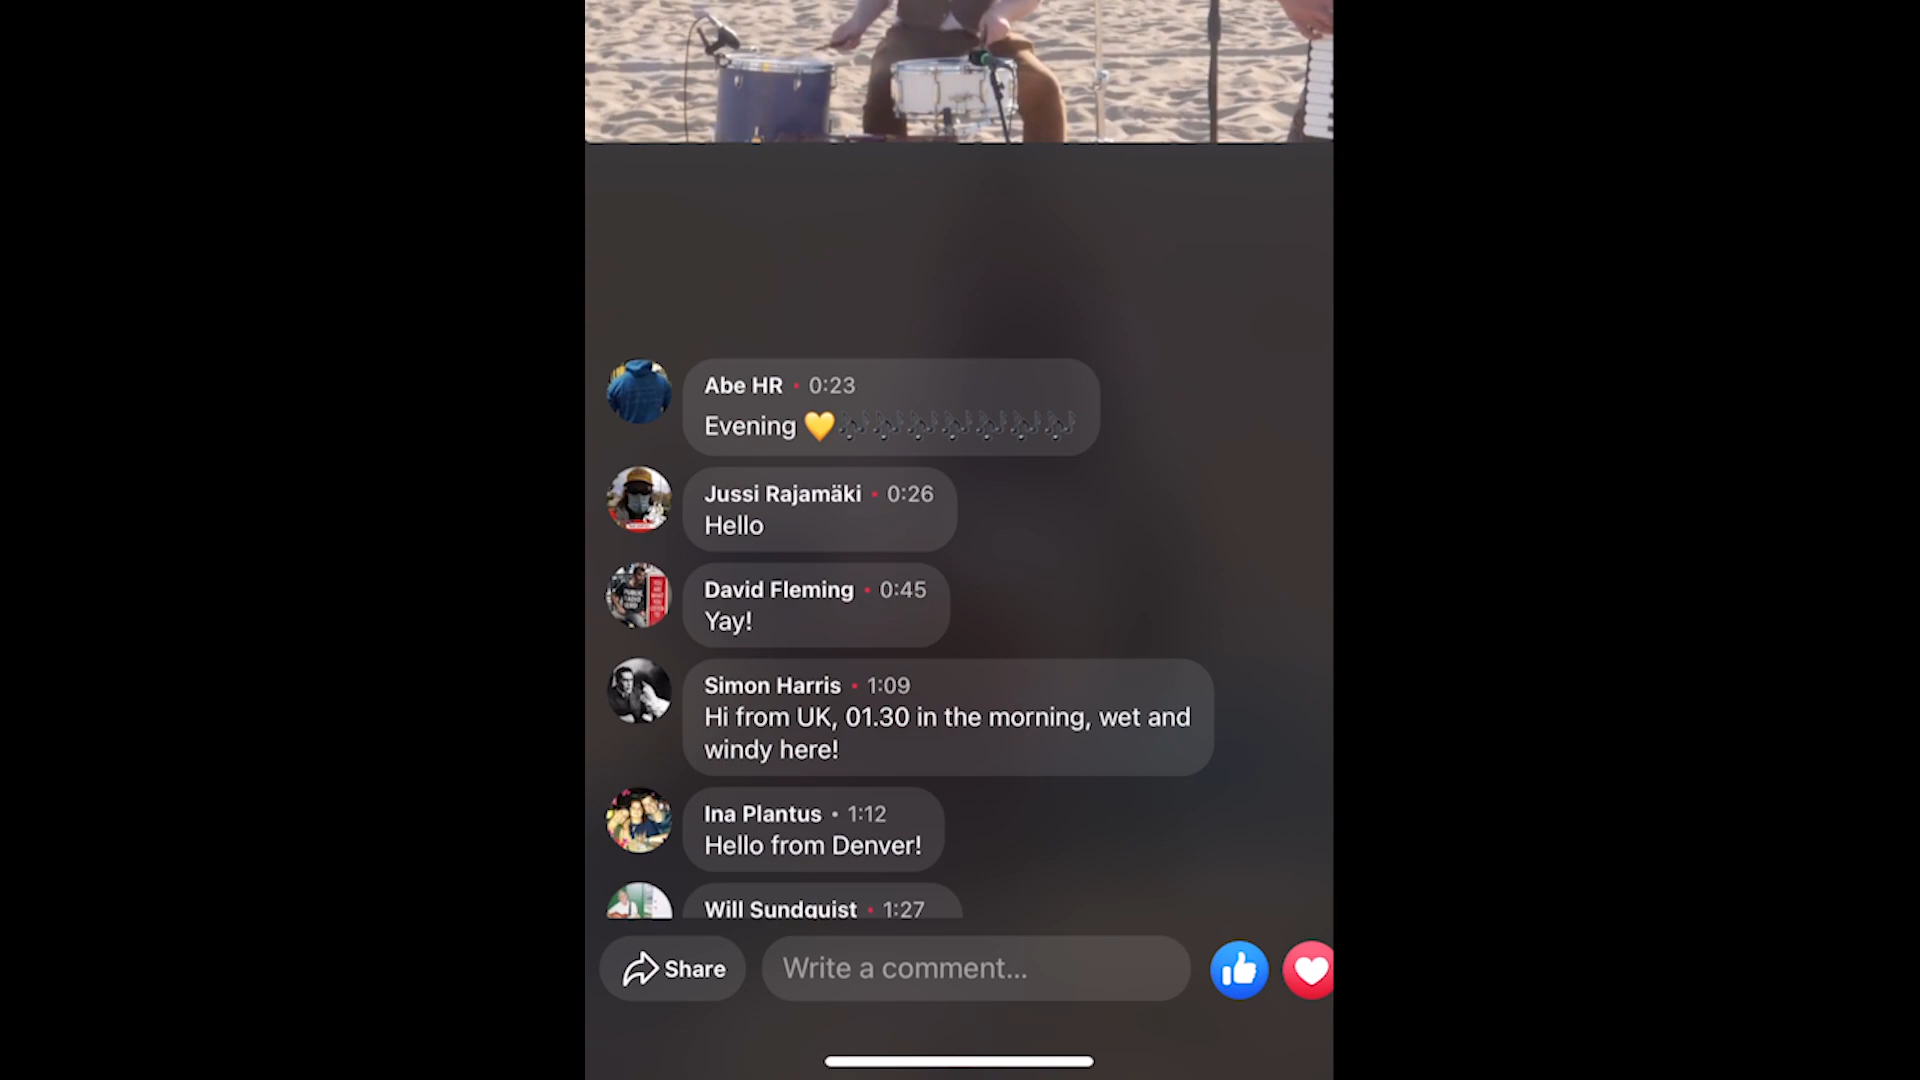 Abe HR • 0:23
Evening 💛🎶🎶🎶🎶🎶🎶🎶
Jussi Rajamäki • 0:26
Hello
David Fleming • 0:45
Yay!
Simon Harris • 1:09
Hi from UK, 01.30 in the morning, wet and
windy here!
Ina Plantus • 1:12
Hello from Denver!
Will Sundquist • 1:27
Share
Write a comment...